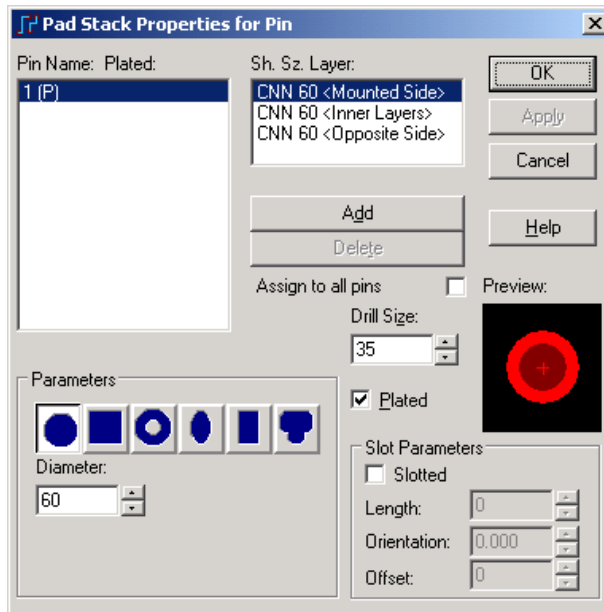 Pad Stack Properties for Pin
Pin Name: Plated:
1 (P)
Sh. Sz. Layer:
CNN 60 <Mounted Side>
CNN 60 <Inner Layers>
CNN 60 <Opposite Side>
OK
Apply
Cancel
Add
Delete
Help
Assign to all pins
Preview:
Drill Size:
35
Plated
Parameters
Diameter:
60
Slot Parameters
Slotted
Length:
0
Orientation:
0.000
Offset:
0